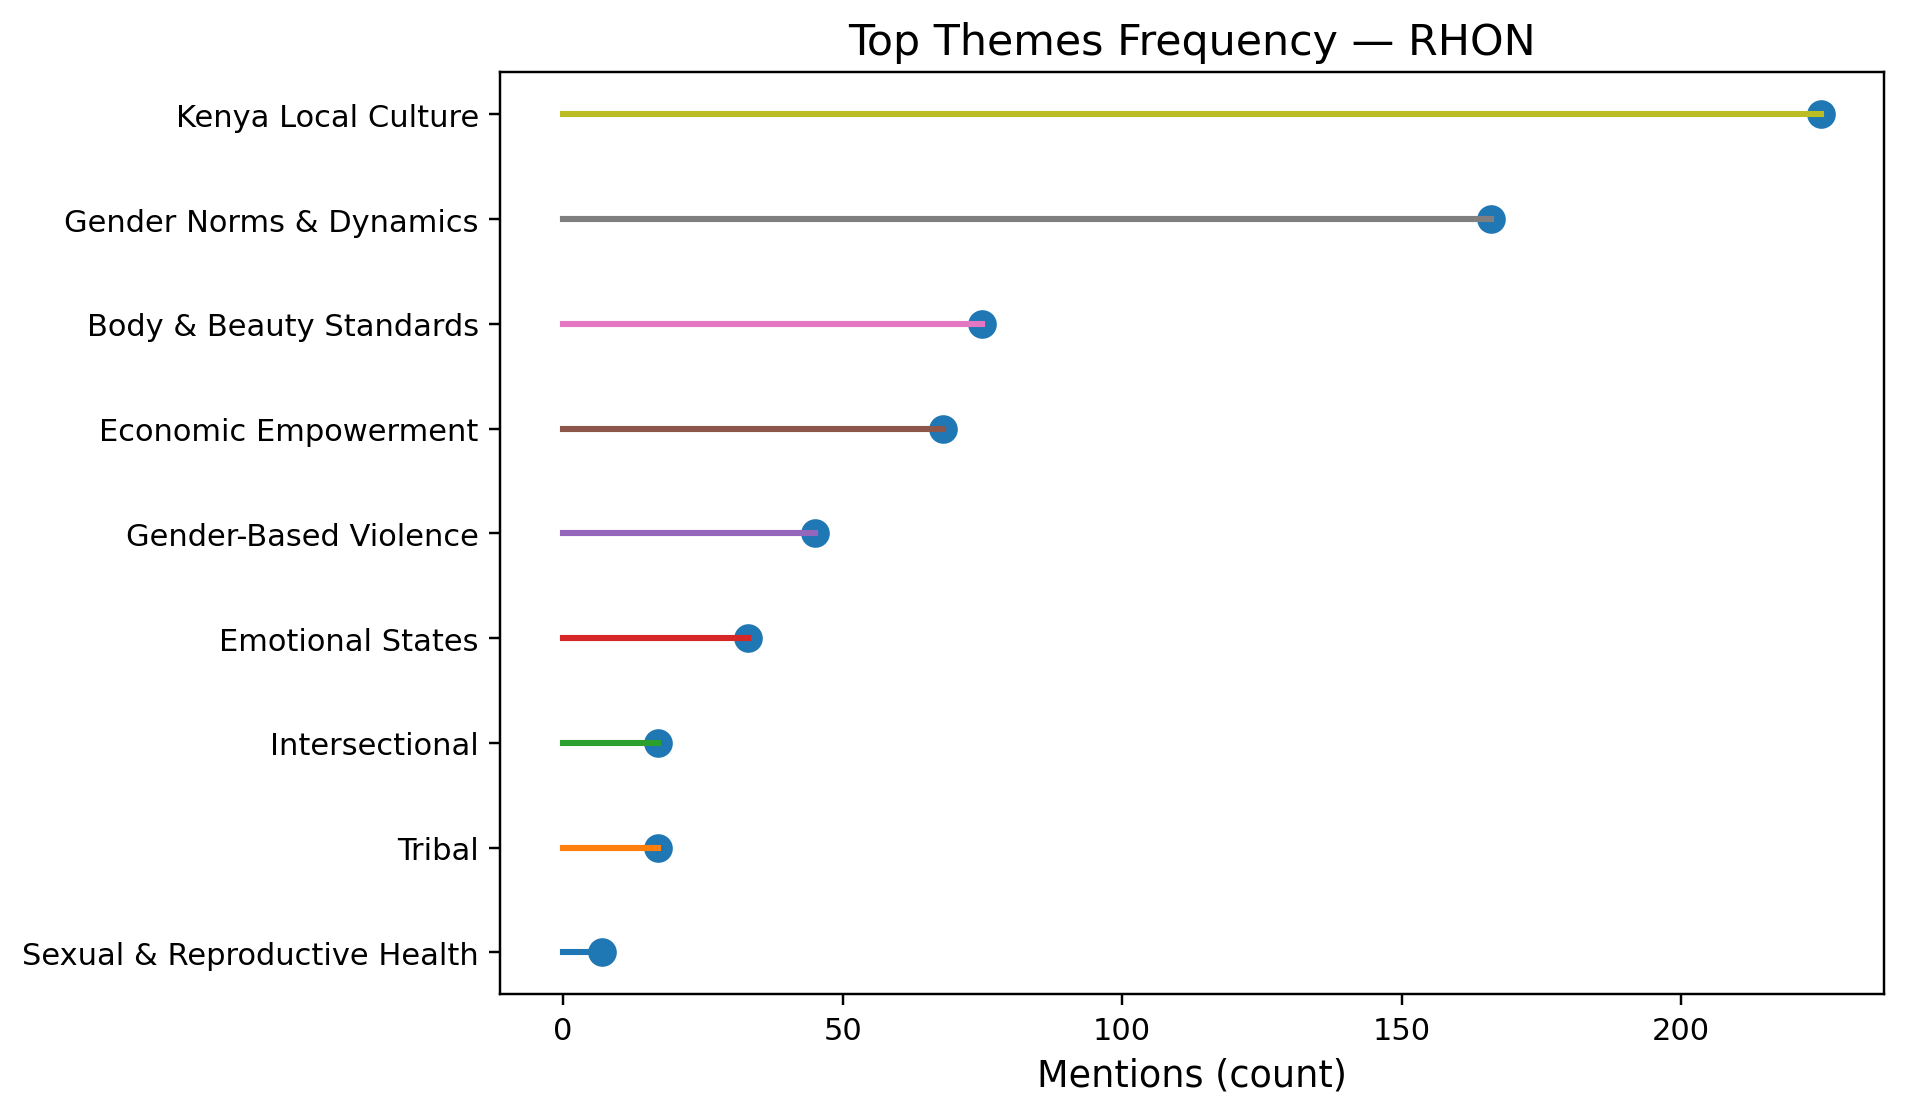 Top Themes Frequency — RHON
Kenya Local Culture
Gender Norms & Dynamics
Body & Beauty Standards
Economic Empowerment
Gender-Based Violence
Emotional States
Intersectional
Tribal
Sexual & Reproductive Health
0 50 100 150 200
Mentions (count)